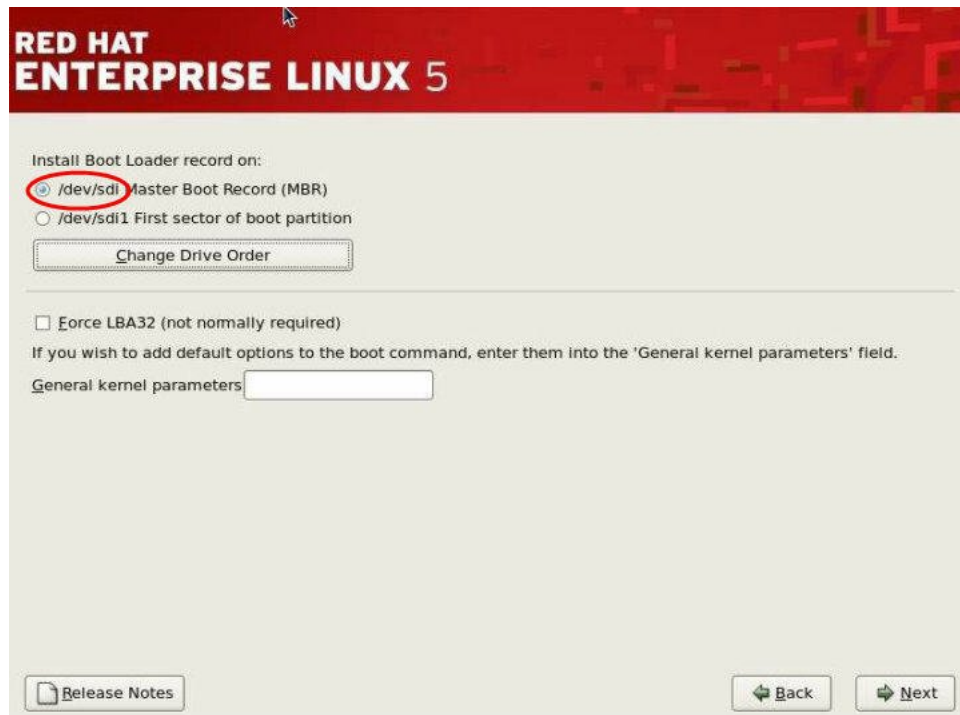 RED HAT
ENTERPRISE LINUX 5
Install Boot Loader record on:
/dev/sdi Master Boot Record (MBR)
/dev/sdi1 First sector of boot partition
Change Drive Order
Force LBA32 (not normally required)
If you wish to add default options to the boot command, enter them into the 'General kernel parameters' field.
General kernel parameters
Release Notes
Back
Next